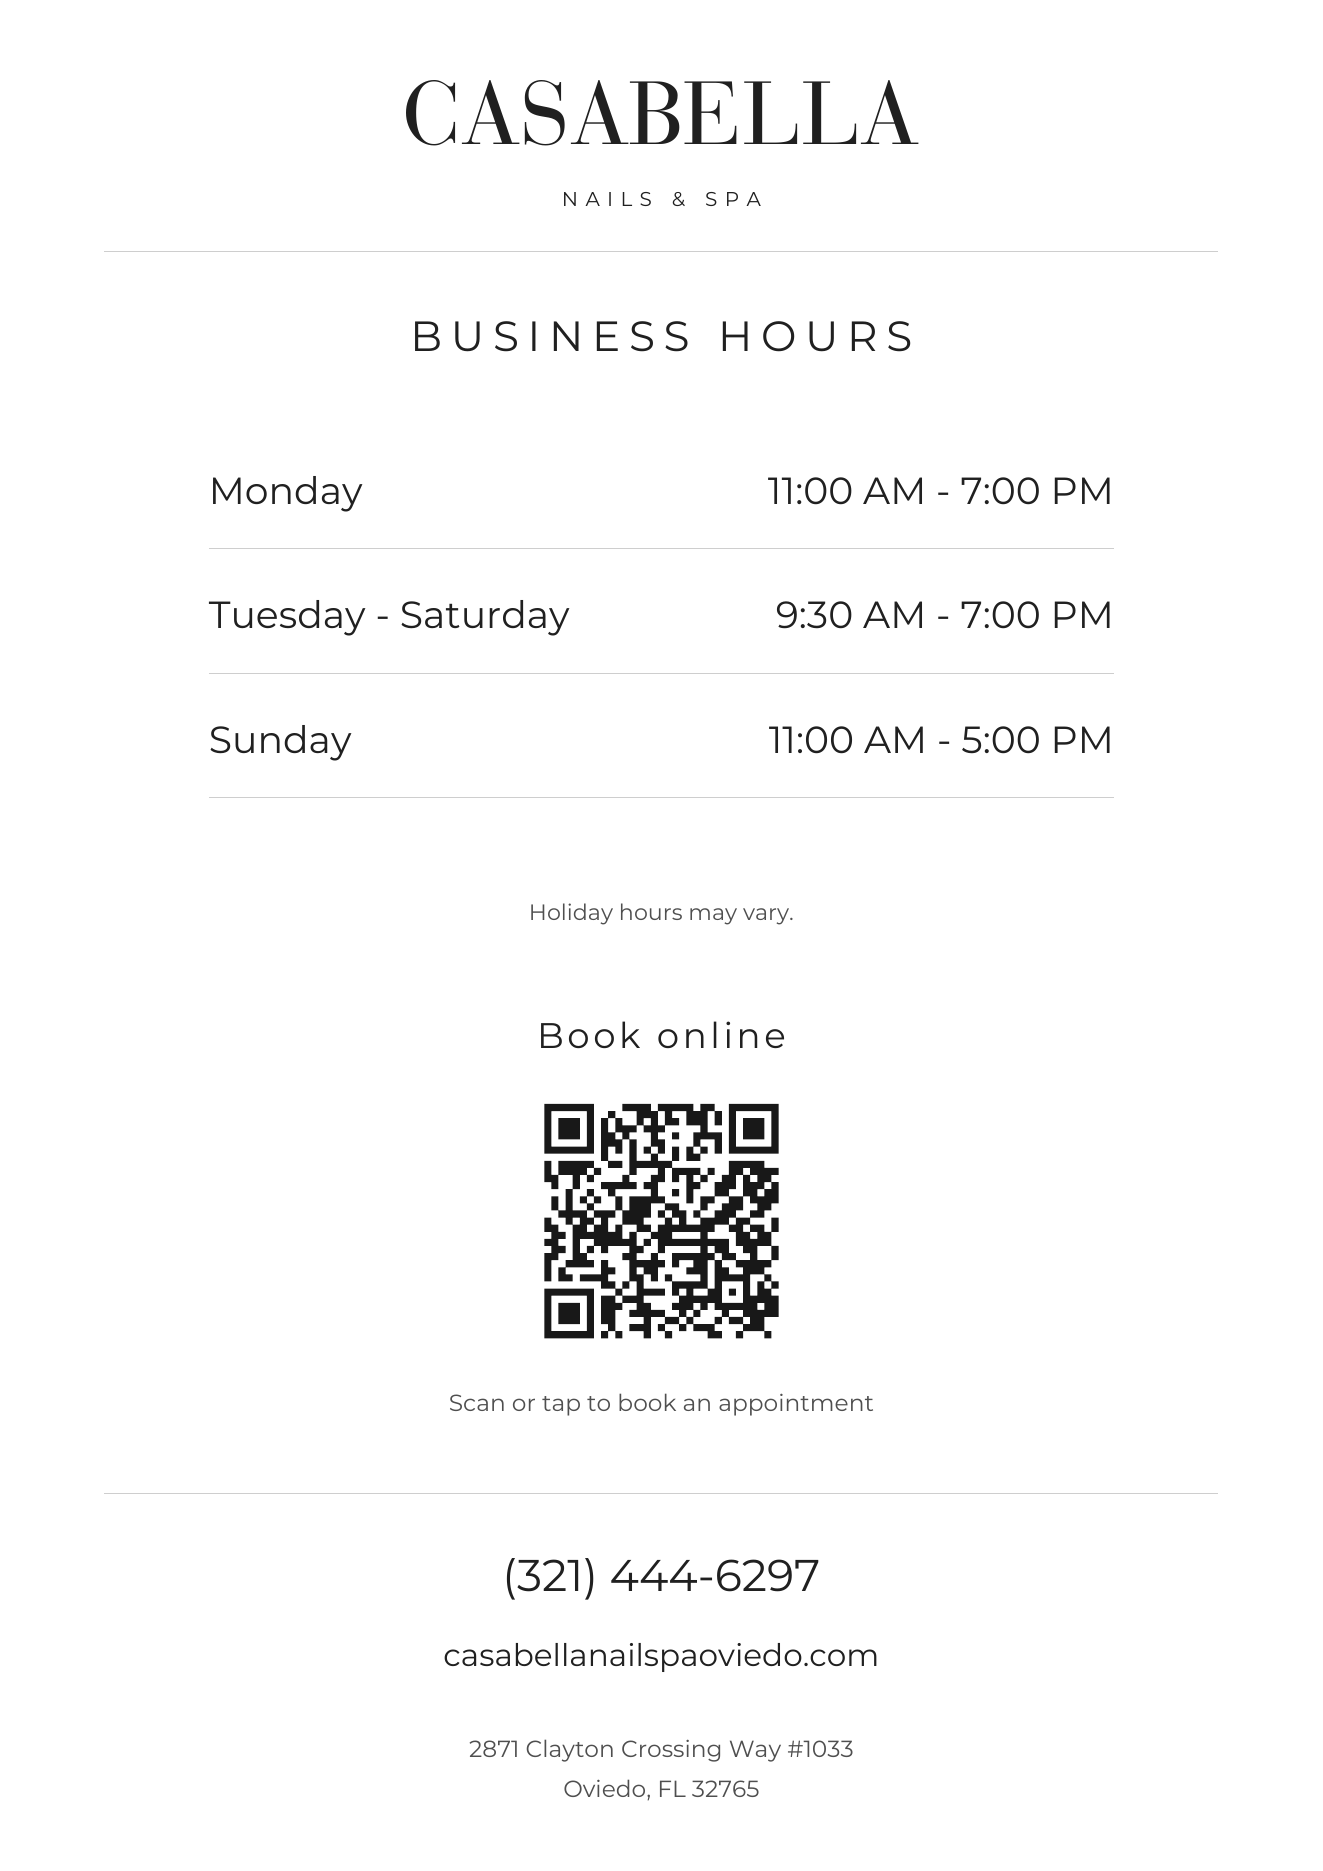 CASABELLA
NAILS & SPA
BUSINESS HOURS
Monday 11:00 AM - 7:00 PM
Tuesday - Saturday 9:30 AM - 7:00 PM
Sunday 11:00 AM - 5:00 PM
Holiday hours may vary.
Book online
Scan or tap to book an appointment
(321) 444-6297
casabellanailspaoviedo.com
2871 Clayton Crossing Way #1033
Oviedo, FL 32765